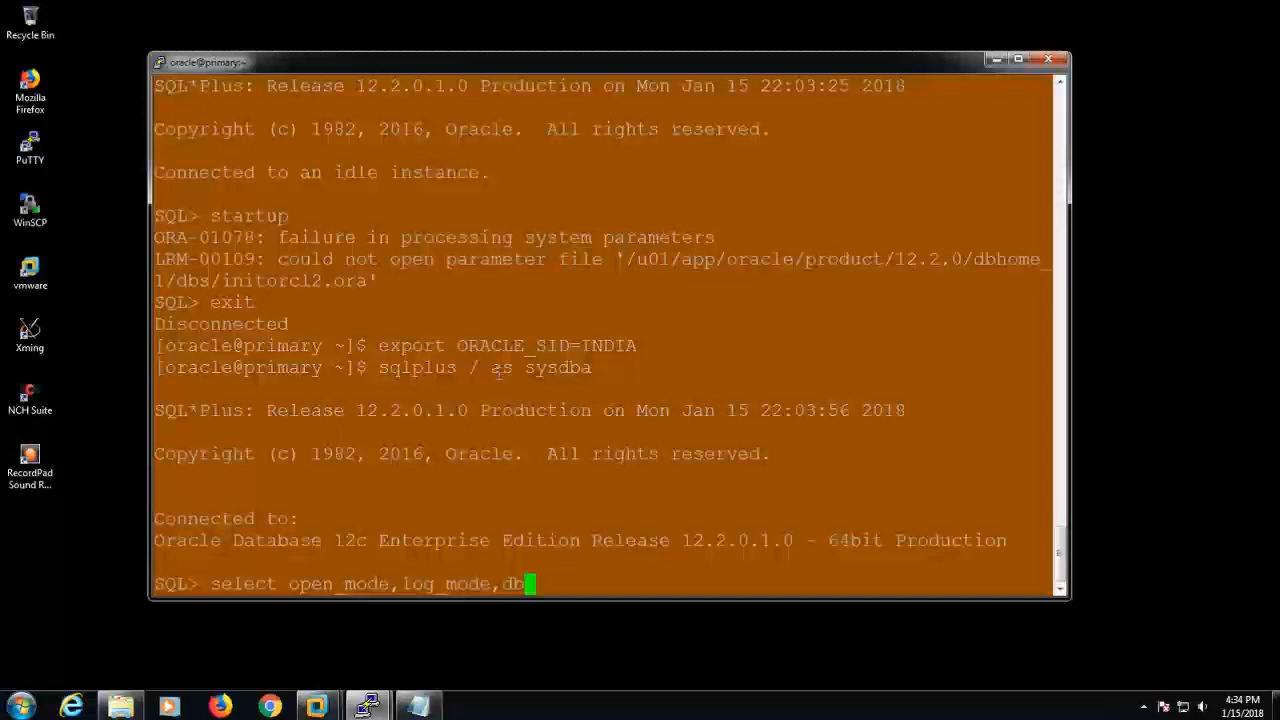 Recycle Bin
Mozilla
Firefox
PuTTY
WinSCP
vmware
Xming
NCH Suite
RecordPad
Sound R...
oracle@primary:~
SQL*Plus: Release 12.2.0.1.0 Production on Mon Jan 15 22:03:25 2018
Copyright (c) 1982, 2016, Oracle.  All rights reserved.
Connected to an idle instance.
SQL> startup
ORA-01078: failure in processing system parameters
LRM-00109: could not open parameter file '/u01/app/oracle/product/12.2.0/dbhome_
1/dbs/initorcl2.ora'
SQL> exit
Disconnected
[oracle@primary ~]$ export ORACLE_SID=INDIA
[oracle@primary ~]$ sqlplus / as sysdba
SQL*Plus: Release 12.2.0.1.0 Production on Mon Jan 15 22:03:56 2018
Copyright (c) 1982, 2016, Oracle.  All rights reserved.
Connected to:
Oracle Database 12c Enterprise Edition Release 12.2.0.1.0 - 64bit Production
SQL> select open_mode,log_mode,db
4:34 PM
1/15/2018